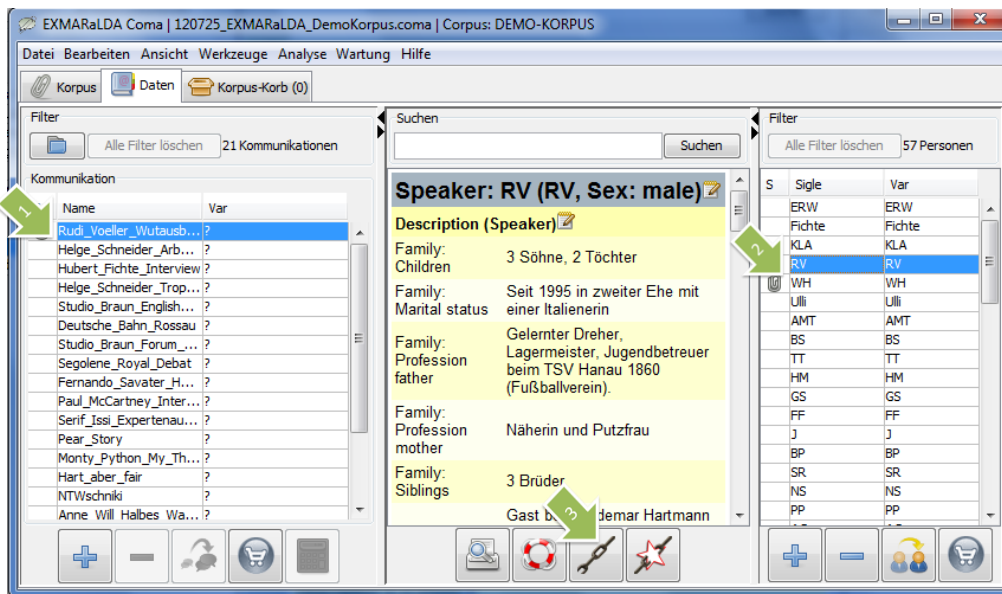 EXMARaLDA Coma | 120725_EXMARaLDA_DemoKorpus.coma | Corpus: DEMO-KORPUS
Datei Bearbeiten Ansicht Werkzeuge Analyse Wartung Hilfe
Korpus Daten Korpus-Korb (0)
Filter
Alle Filter löschen 21 Kommunikationen
Kommunikation
1
Name Var
Rudi_Voeller_Wutausb... ?
Helge_Schneider_Arb... ?
Hubert_Fichte_Interview ?
Helge_Schneider_Trop... ?
Studio_Braun_English... ?
Deutsche_Bahn_Rossau ?
Studio_Braun_Forum_... ?
Segolene_Royal_Debat ?
Fernando_Savater_H... ?
Paul_McCartney_Inter... ?
Serif_Issi_Expertenau... ?
Pear_Story ?
Monty_Python_My_Th... ?
Hart_aber_fair ?
NTWschniki ?
Anne_Will_Halbes_Wa... ?
Suchen
Suchen
Speaker: RV (RV, Sex: male)
Description (Speaker)
Family:
Children
3 Söhne, 2 Töchter
Family:
Marital status
Seit 1995 in zweiter Ehe mit
einer Italienerin
Family:
Profession
father
Gelernter Dreher,
Lagermeister, Jugendbetreuer
beim TSV Hanau 1860
(Fußballverein).
Family:
Profession
mother
Näherin und Putzfrau
Family:
Siblings
3 Brüder
Gast demar Hartmann
3
Filter
Alle Filter löschen 57 Personen
S Sigle Var
2
ERW ERW
Fichte Fichte
KLA KLA
RV RV
WH WH
Ulli Ulli
AMT AMT
BS BS
TT TT
HM HM
GS GS
FF FF
J J
BP BP
SR SR
NS NS
PP PP